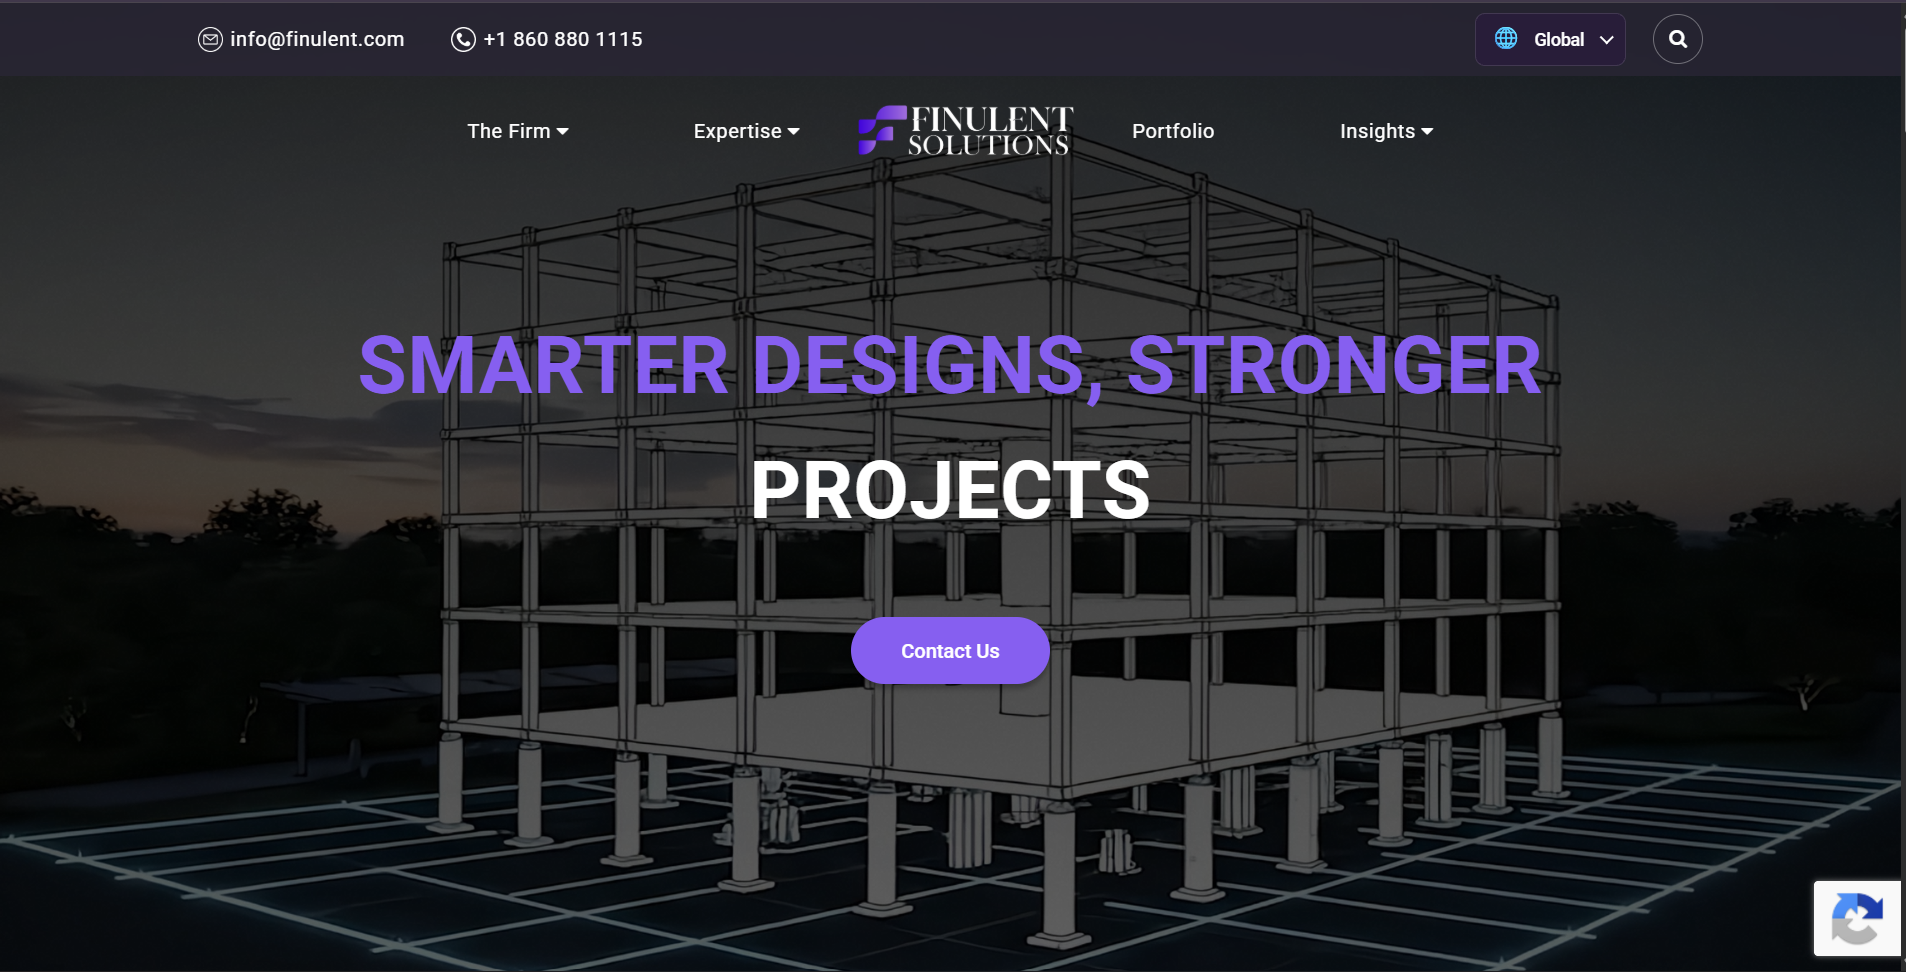 info@finulent.com
+1 860 880 1115
Global
The Firm
Expertise
FINULENT
SOLUTIONS
Portfolio
Insights
SMARTER DESIGNS, STRONGER
PROJECTS
Contact Us